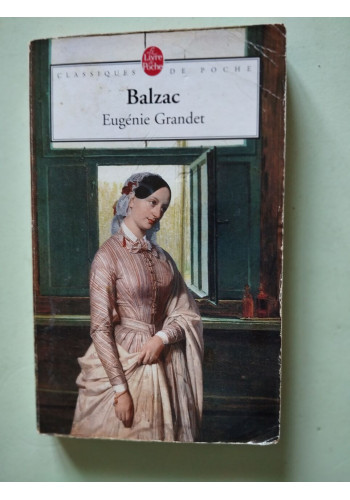 Le Livre
de
Poche
CLASSIQUES DE POCHE
Balzac
Eugénie Grandet